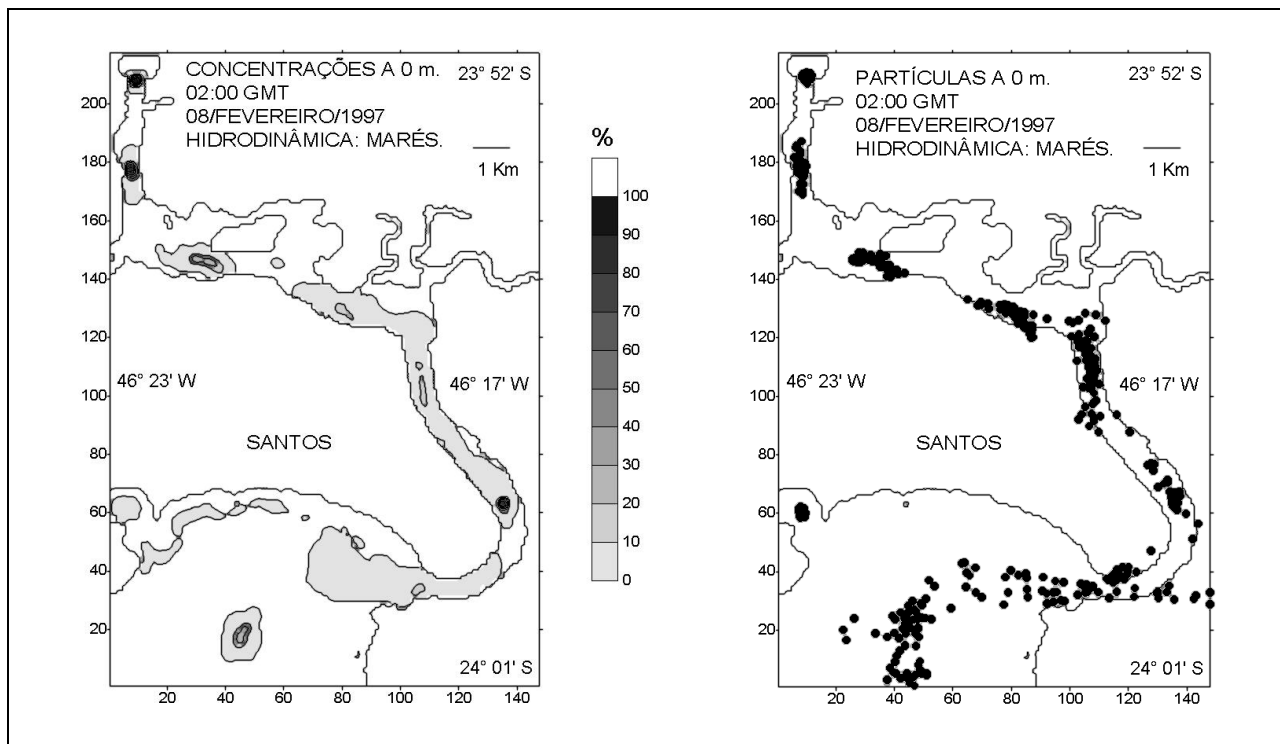 CONCENTRAÇÕES A 0 m.
02:00 GMT
08/FEVEREIRO/1997
HIDRODINÂMICA: MARÉS.
23° 52' S
1 Km
200
180
160
140
120
100
80
60
40
20
46° 23' W
46° 17' W
SANTOS
24° 01' S
20 40 60 80 100 120 140
%
100
90
80
70
60
50
40
30
20
10
0
PARTÍCULAS A 0 m.
02:00 GMT
08/FEVEREIRO/1997
HIDRODINÂMICA: MARÉS.
23° 52' S
1 Km
200
180
160
140
120
100
80
60
40
20
46° 23' W
46° 17' W
SANTOS
24° 01' S
20 40 60 80 100 120 140